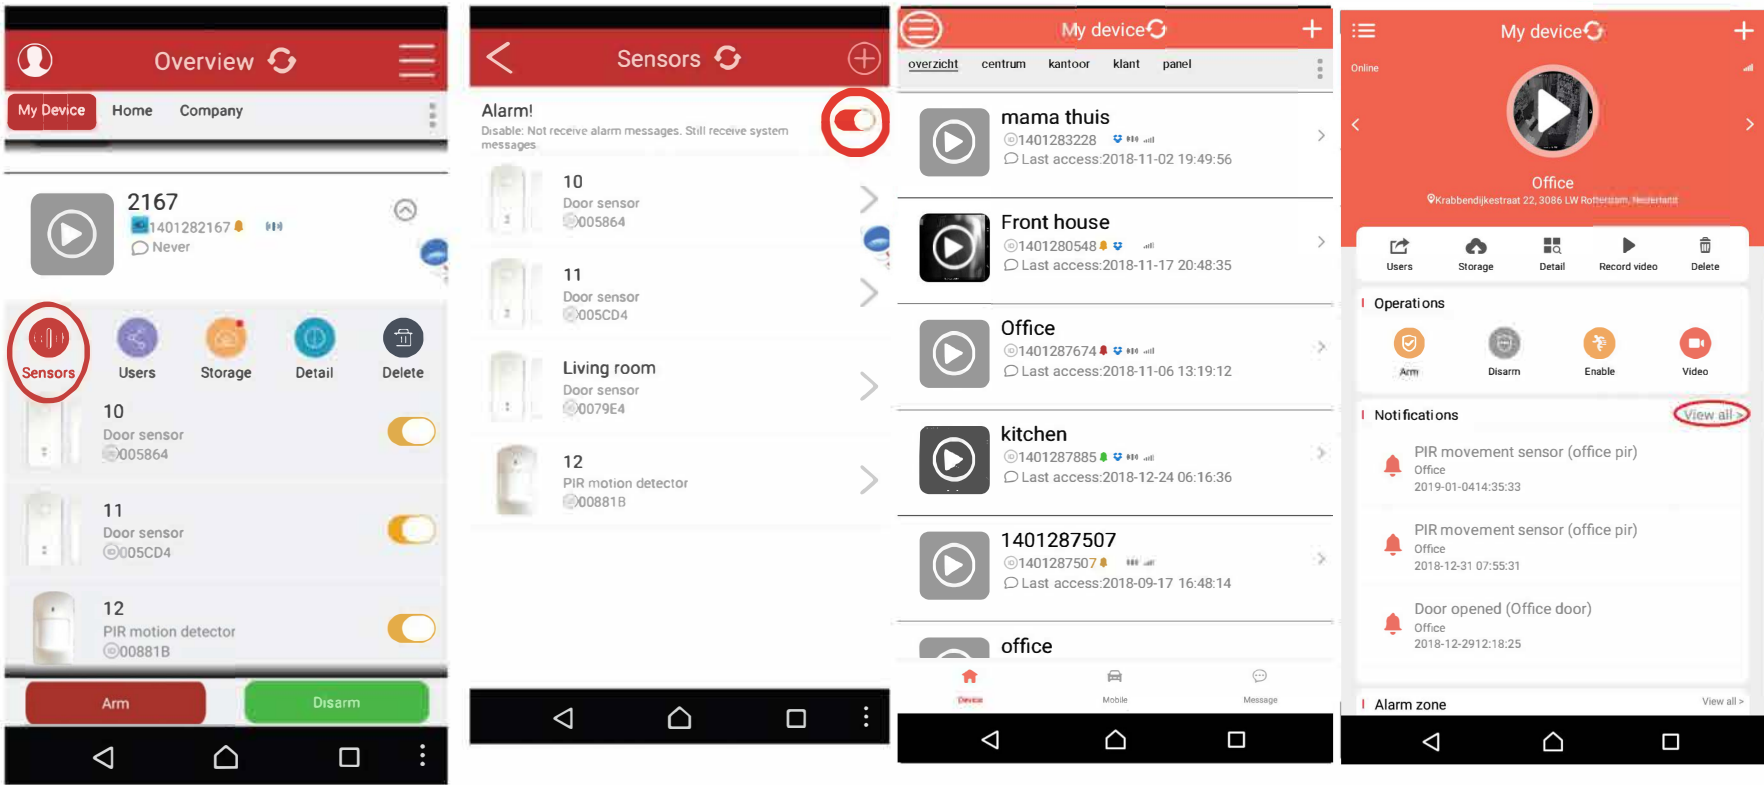 Overview
My Device Home Company
2167
1401282167
Never
Sensors Users Storage Detail Delete
10
Door sensor
005864
11
Door sensor
005CD4
12
PIR motion detector
00881B
Arm Disarm
Sensors
Alarm!
Disable: Not receive alarm messages. Still receive system
messages
10
Door sensor
005864
11
Door sensor
005CD4
Living room
Door sensor
0079E4
12
PIR motion detector
00881B
My device
overzicht centrum kantoor klant panel
mama thuis
1401283228
Last access:2018-11-02 19:49:56
Front house
1401280548
Last access:2018-11-17 20:48:35
Office
1401287674
Last access:2018-11-06 13:19:12
kitchen
1401287885
Last access:2018-12-24 06:16:36
1401287507
1401287507
Last access:2018-09-17 16:48:14
office
Device Mobile Message
My device
Online
Office
Krabbendijkestraat 22, 3086 LW Rotterdam, Nederland
Users Storage Detail Record video Delete
Operations
Arm Disarm Enable Video
Notifications View all >
PIR movement sensor (office pir)
Office
2019-01-0414:35:33
PIR movement sensor (office pir)
Office
2018-12-31 07:55:31
Door opened (Office door)
Office
2018-12-2912:18:25
Alarm zone View all >